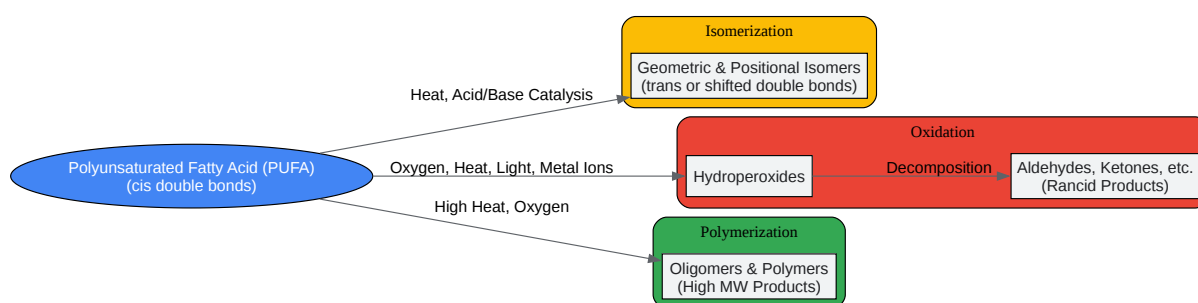 Isomerization
Geometric & Positional Isomers
(trans or shifted double bonds)
Heat, Acid/Base Catalysis
Oxidation
Polyunsaturated Fatty Acid (PUFA)
(cis double bonds)
Oxygen, Heat, Light, Metal Ions
Hydroperoxides
Decomposition
Aldehydes, Ketones, etc.
(Rancid Products)
High Heat, Oxygen
Polymerization
Oligomers & Polymers
(High MW Products)